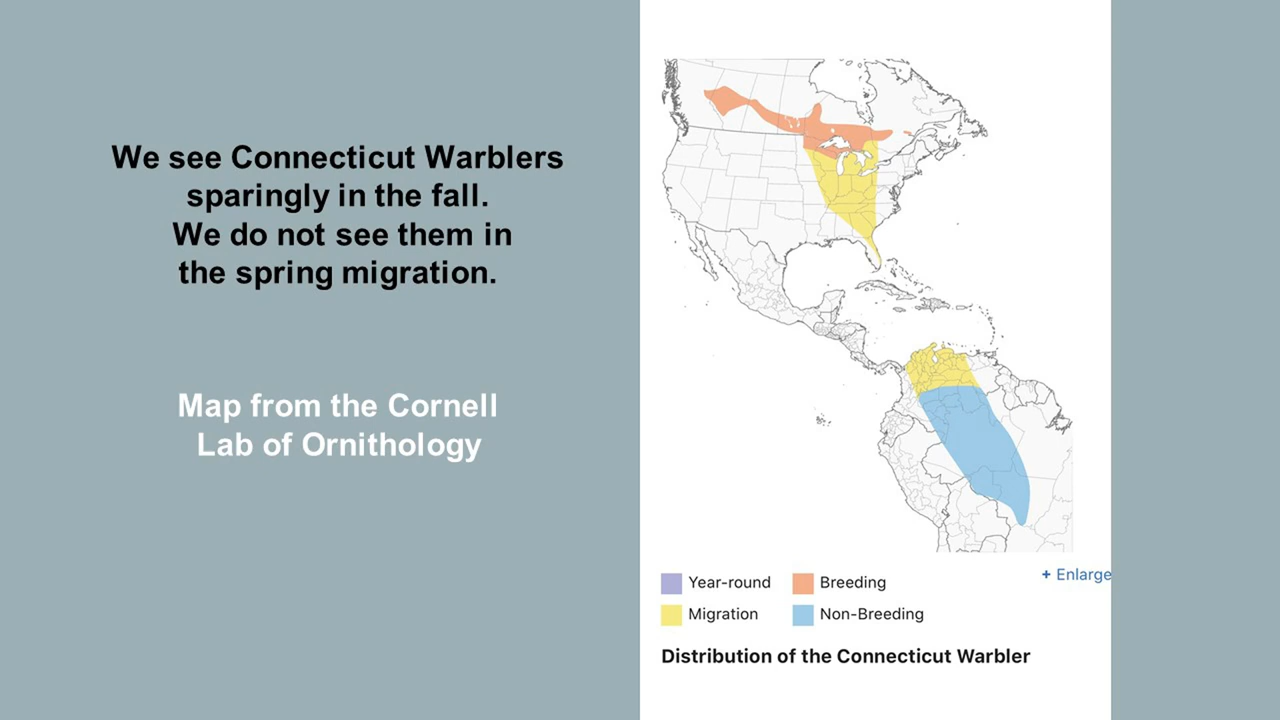 We see Connecticut Warblers
sparingly in the fall.
We do not see them in
the spring migration.
Map from the Cornell
Lab of Ornithology
+ Enlarge
Year-round
Breeding
Migration
Non-Breeding
Distribution of the Connecticut Warbler